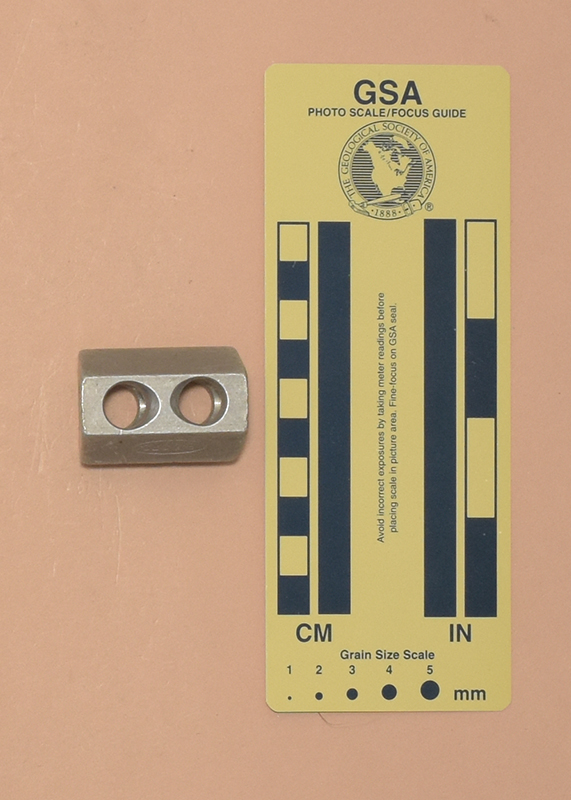 GSA
PHOTO SCALE/FOCUS GUIDE
THE GEOLOGICAL SOCIETY OF AMERICA
• 1888 •
®
Avoid incorrect exposures by taking meter readings before
placing scale in picture area. Fine-focus on GSA seal.
CM IN
Grain Size Scale
1 2 3 4 5
mm